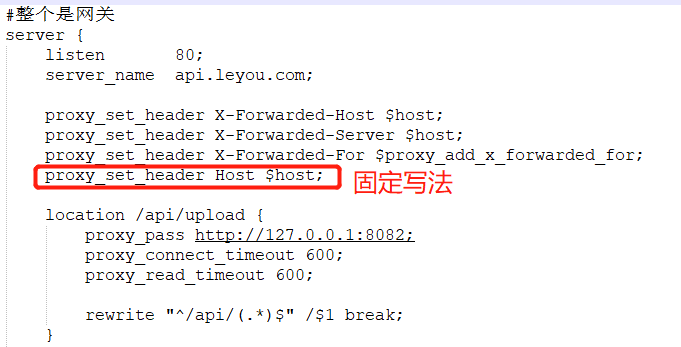 #整个是网关
server {
listen       80;
server_name  api.leyou.com;
proxy_set_header X-Forwarded-Host $host;
proxy_set_header X-Forwarded-Server $host;
proxy_set_header X-Forwarded-For $proxy_add_x_forwarded_for;
proxy_set_header Host $host; 固定写法
location /api/upload {
proxy_pass http://127.0.0.1:8082;
proxy_connect_timeout 600;
proxy_read_timeout 600;
rewrite "^/api/(.*)$" /$1 break;
}